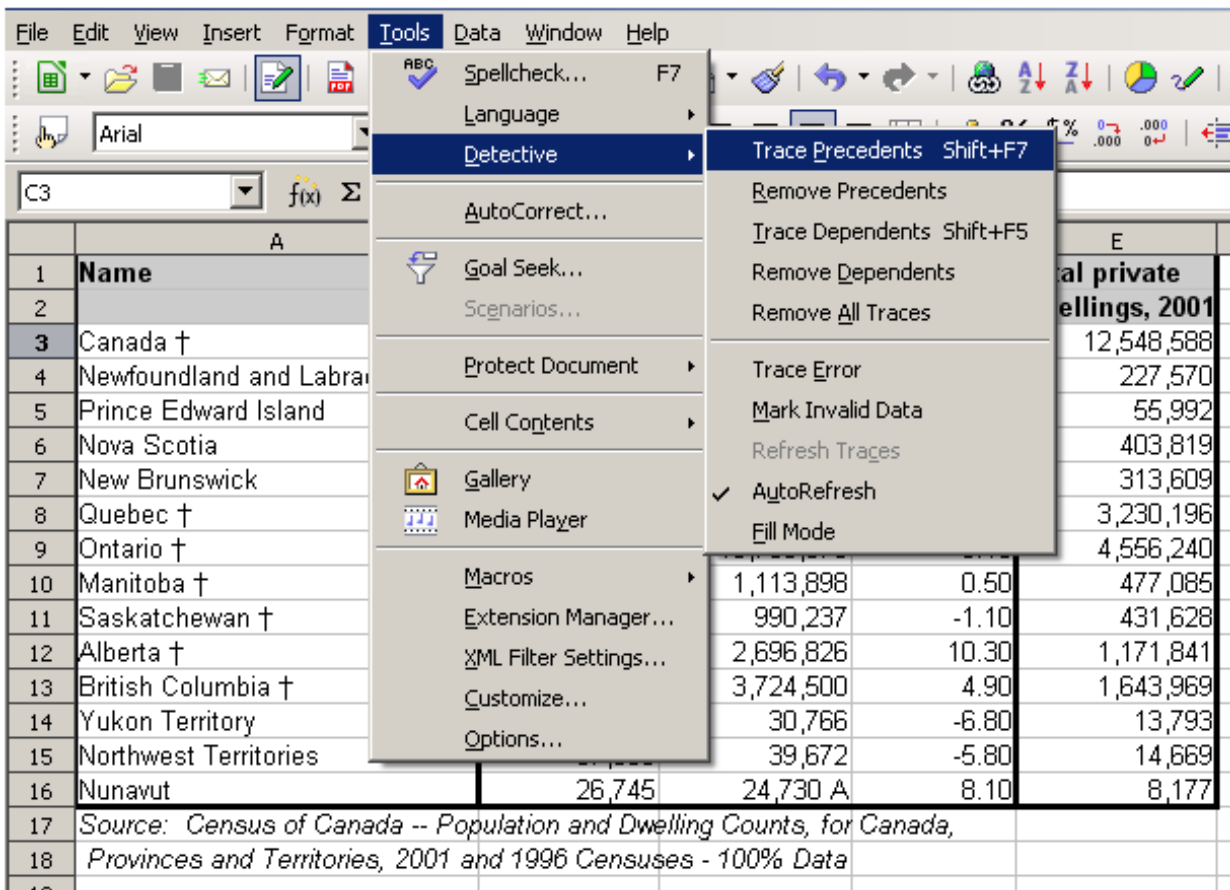 File Edit View Insert Format Tools Data Window Help
ABC Spellcheck... F7
Language
Arial
Detective
Trace Precedents Shift+F7
Remove Precedents
Trace Dependents Shift+F5
Remove Dependents
Remove All Traces
Trace Error
Mark Invalid Data
Refresh Traces
AutoRefresh
Fill Mode
C3 f(x) Σ
AutoCorrect...
Goal Seek...
Scenarios...
Protect Document
Cell Contents
Gallery
Media Player
Macros
Extension Manager...
XML Filter Settings...
Customize...
Options...
A E
1 Name al private
2 ellings, 2001
3 Canada † 12,548,588
4 Newfoundland and Labra 227,570
5 Prince Edward Island 55,992
6 Nova Scotia 403,819
7 New Brunswick 313,609
8 Quebec † 3,230,196
9 Ontario † 4,556,240
10 Manitoba † 1,113,898 0.50 477,085
11 Saskatchewan † 990,237 -1.10 431,628
12 Alberta † 2,696,826 10.30 1,171,841
13 British Columbia † 3,724,500 4.90 1,643,969
14 Yukon Territory 30,766 -6.80 13,793
15 Northwest Territories 39,672 -5.80 14,669
16 Nunavut 26,745 24,730 A 8.10 8,177
17 Source: Census of Canada -- Population and Dwelling Counts, for Canada,
18 Provinces and Territories, 2001 and 1996 Censuses - 100% Data